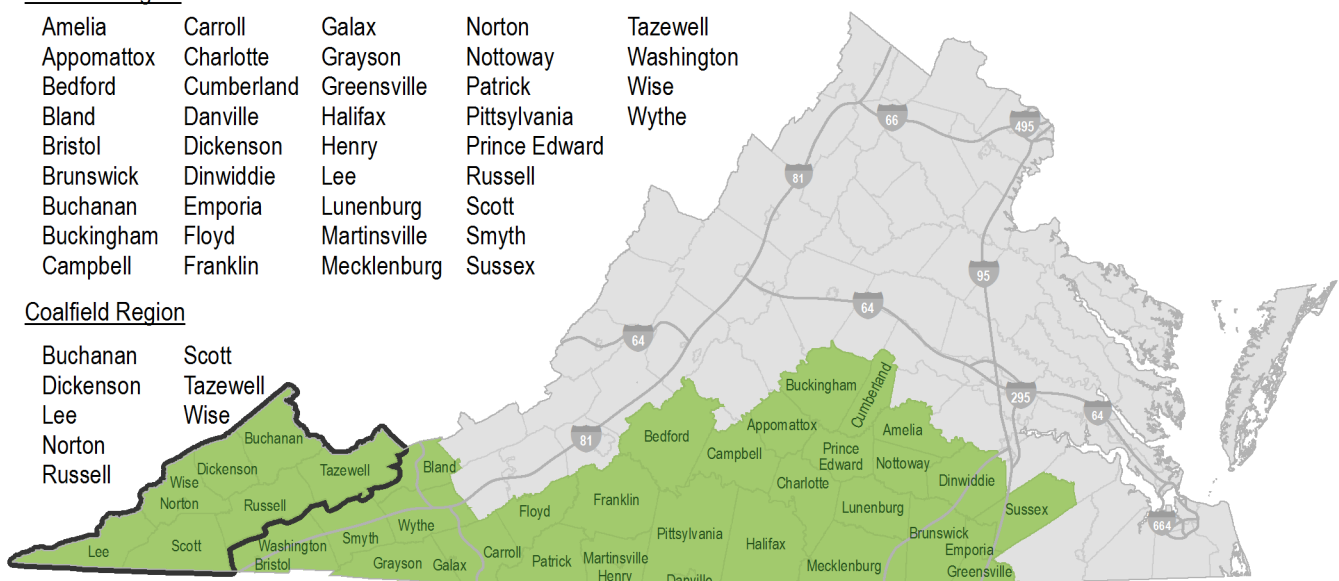 Amelia Carroll Galax Norton Tazewell
Appomattox Charlotte Grayson Nottoway Washington
Bedford Cumberland Greensville Patrick Wise
Bland Danville Halifax Pittsylvania Wythe
Bristol Dickenson Henry Prince Edward
Brunswick Dinwiddie Lee Russell
Buchanan Emporia Lunenburg Scott
Buckingham Floyd Martinsville Smyth
Campbell Franklin Mecklenburg Sussex
Coalfield Region
Buchanan Scott
Dickenson Tazewell
Lee Wise
Norton
Russell
66
495
81
95
64
64
295
64
81
664
Buckingham
Cumberland
Appomattox
Amelia
Bedford
Campbell
Prince
Edward
Nottoway
Buchanan
Dickenson
Tazewell
Bland
Wise
Norton
Russell
Charlotte
Dinwiddie
Franklin
Floyd
Lunenburg
Sussex
Wythe
Pittsylvania
Brunswick
Smyth
Washington
Scott
Lee
Halifax
Emporia
Carroll
Patrick
Martinsville
Henry
Bristol
Grayson
Galax
Mecklenburg
Greensville
Danville